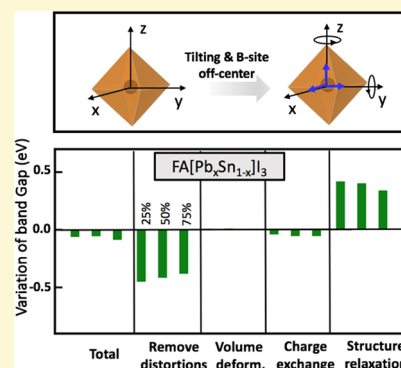 z
z
Tilting & B-site
off-center
y
y
x
x
FA[PbₓSn₁₋ₓ]I₃
Variation of band Gap (eV)
0.5
0.0
-0.5
25%
50%
75%
Total
Remove
distortions
Volume
deform.
Charge
exchange
Structure
relaxation